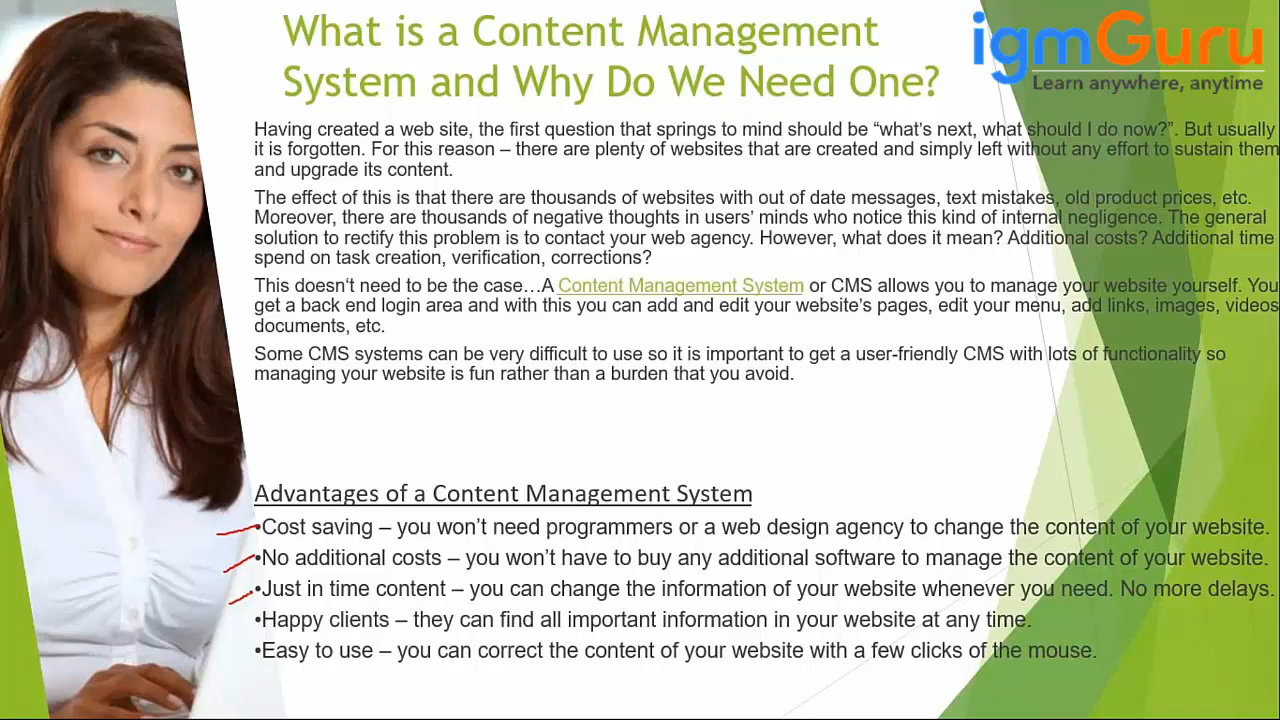 What is a Content Management
System and Why Do We Need One?
igmGuru
Learn anywhere, anytime
Having created a web site, the first question that springs to mind should be “what’s next, what should I do now?”. But usually
it is forgotten. For this reason – there are plenty of websites that are created and simply left without any effort to sustain them
and upgrade its content.
The effect of this is that there are thousands of websites with out of date messages, text mistakes, old product prices, etc.
Moreover, there are thousands of negative thoughts in users’ minds who notice this kind of internal negligence. The general
solution to rectify this problem is to contact your web agency. However, what does it mean? Additional costs? Additional time
spend on task creation, verification, corrections?
This doesn‘t need to be the case…A Content Management System or CMS allows you to manage your website yourself. You
get a back end login area and with this you can add and edit your website’s pages, edit your menu, add links, images, videos
documents, etc.
Some CMS systems can be very difficult to use so it is important to get a user-friendly CMS with lots of functionality so
managing your website is fun rather than a burden that you avoid.
Advantages of a Content Management System
•Cost saving – you won’t need programmers or a web design agency to change the content of your website.
•No additional costs – you won’t have to buy any additional software to manage the content of your website.
•Just in time content – you can change the information of your website whenever you need. No more delays.
•Happy clients – they can find all important information in your website at any time.
•Easy to use – you can correct the content of your website with a few clicks of the mouse.